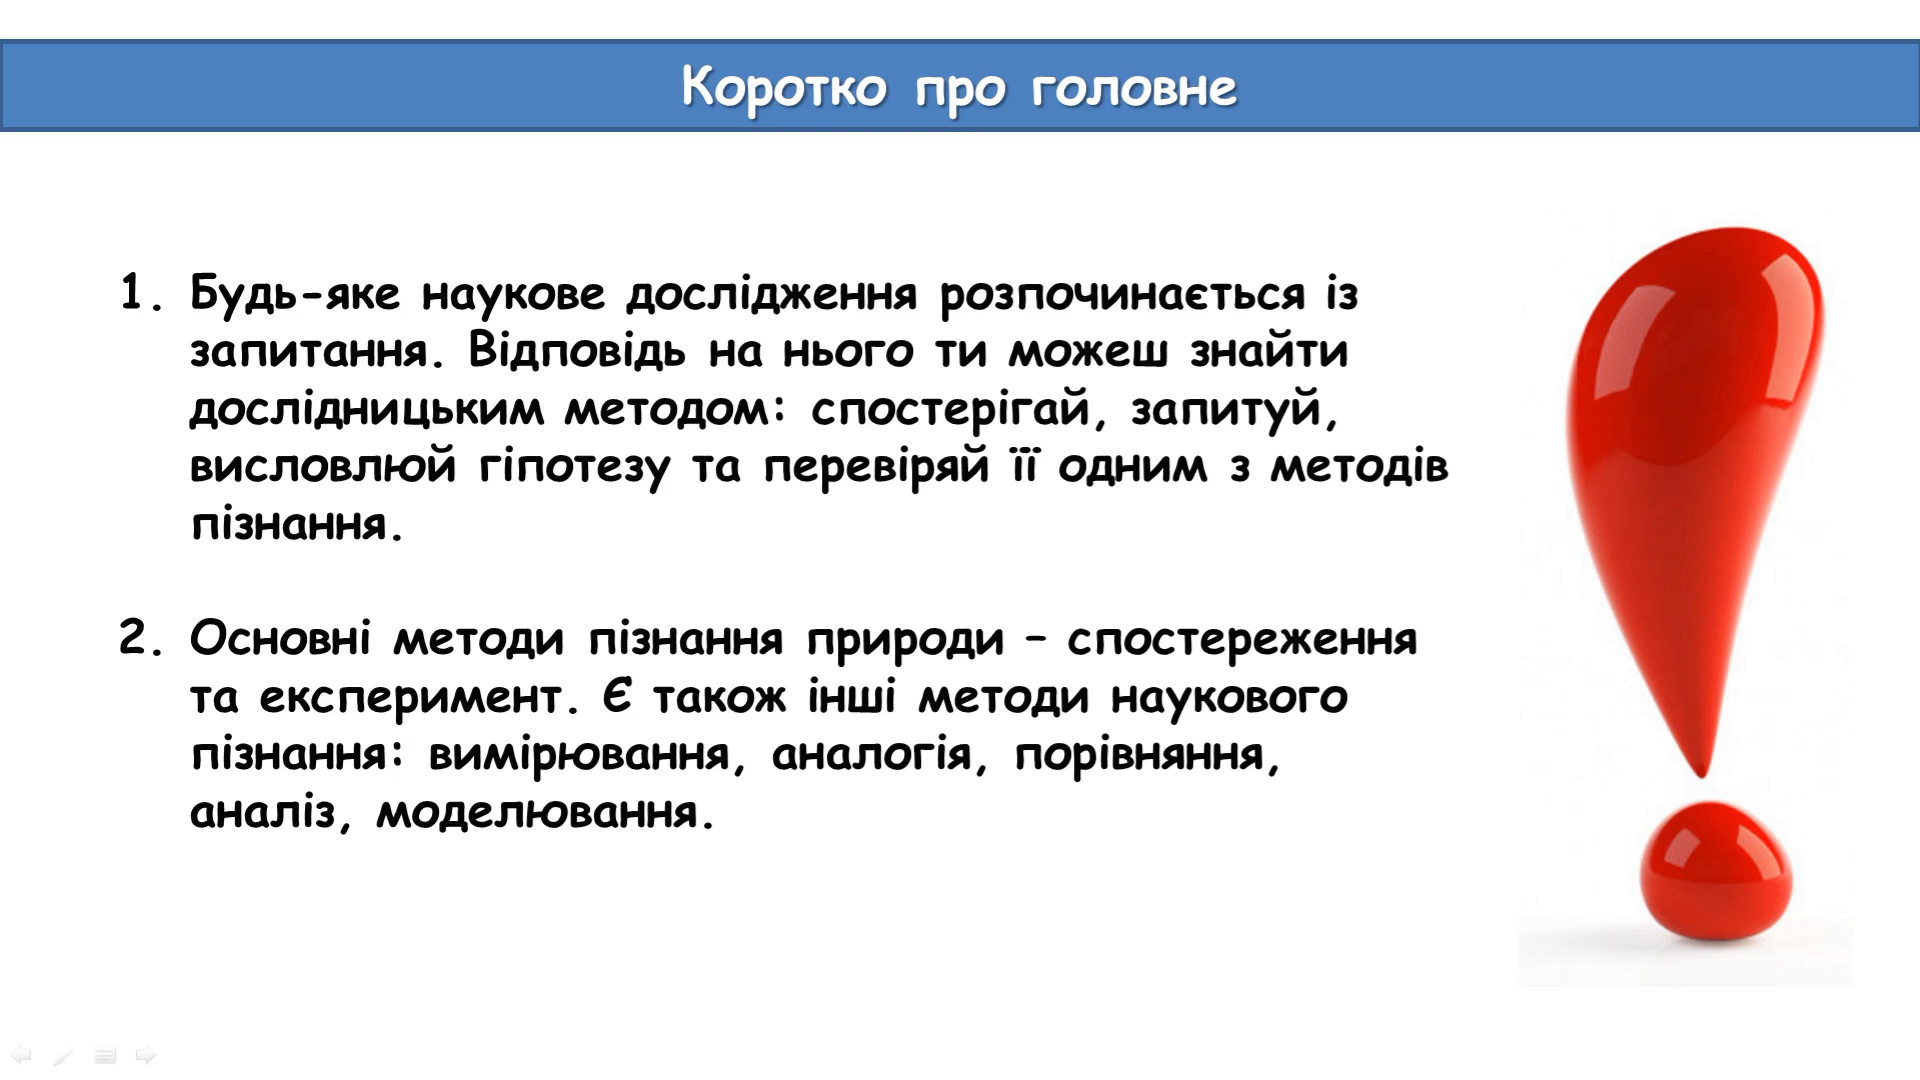 Коротко про головне
1. Будь-яке наукове дослідження розпочинається із
запитання. Відповідь на нього ти можеш знайти
дослідницьким методом: спостерігай, запитуй,
висловлюй гіпотезу та перевіряй її одним з методів
пізнання.
2. Основні методи пізнання природи – спостереження
та експеримент. Є також інші методи наукового
пізнання: вимірювання, аналогія, порівняння,
аналіз, моделювання.